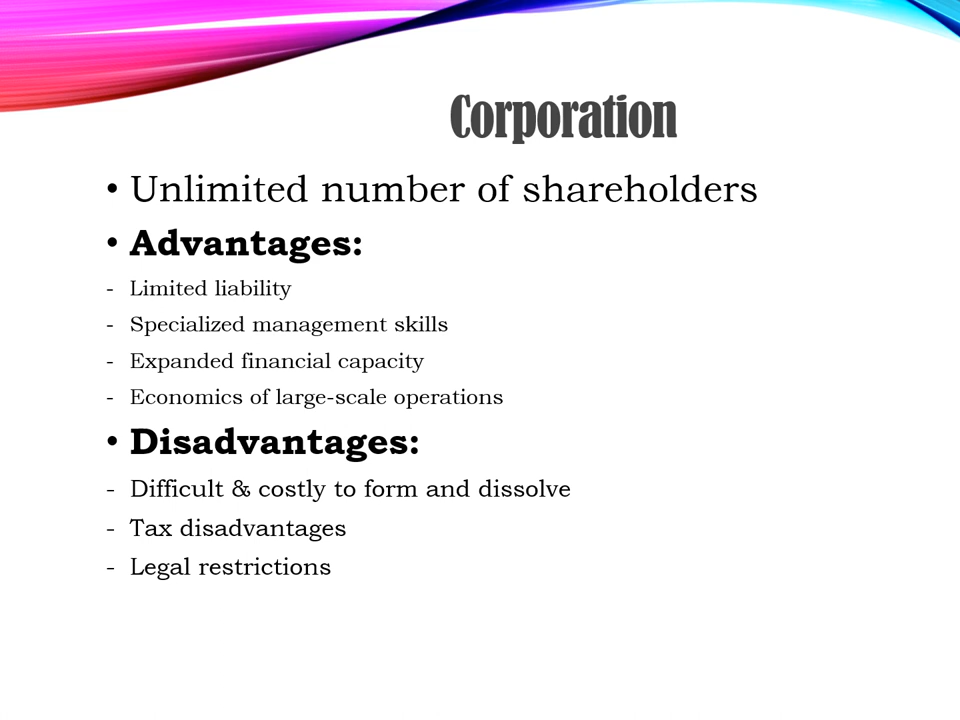 Corporation
• Unlimited number of shareholders
• Advantages:
- Limited liability
- Specialized management skills
- Expanded financial capacity
- Economics of large-scale operations
• Disadvantages:
- Difficult & costly to form and dissolve
- Tax disadvantages
- Legal restrictions